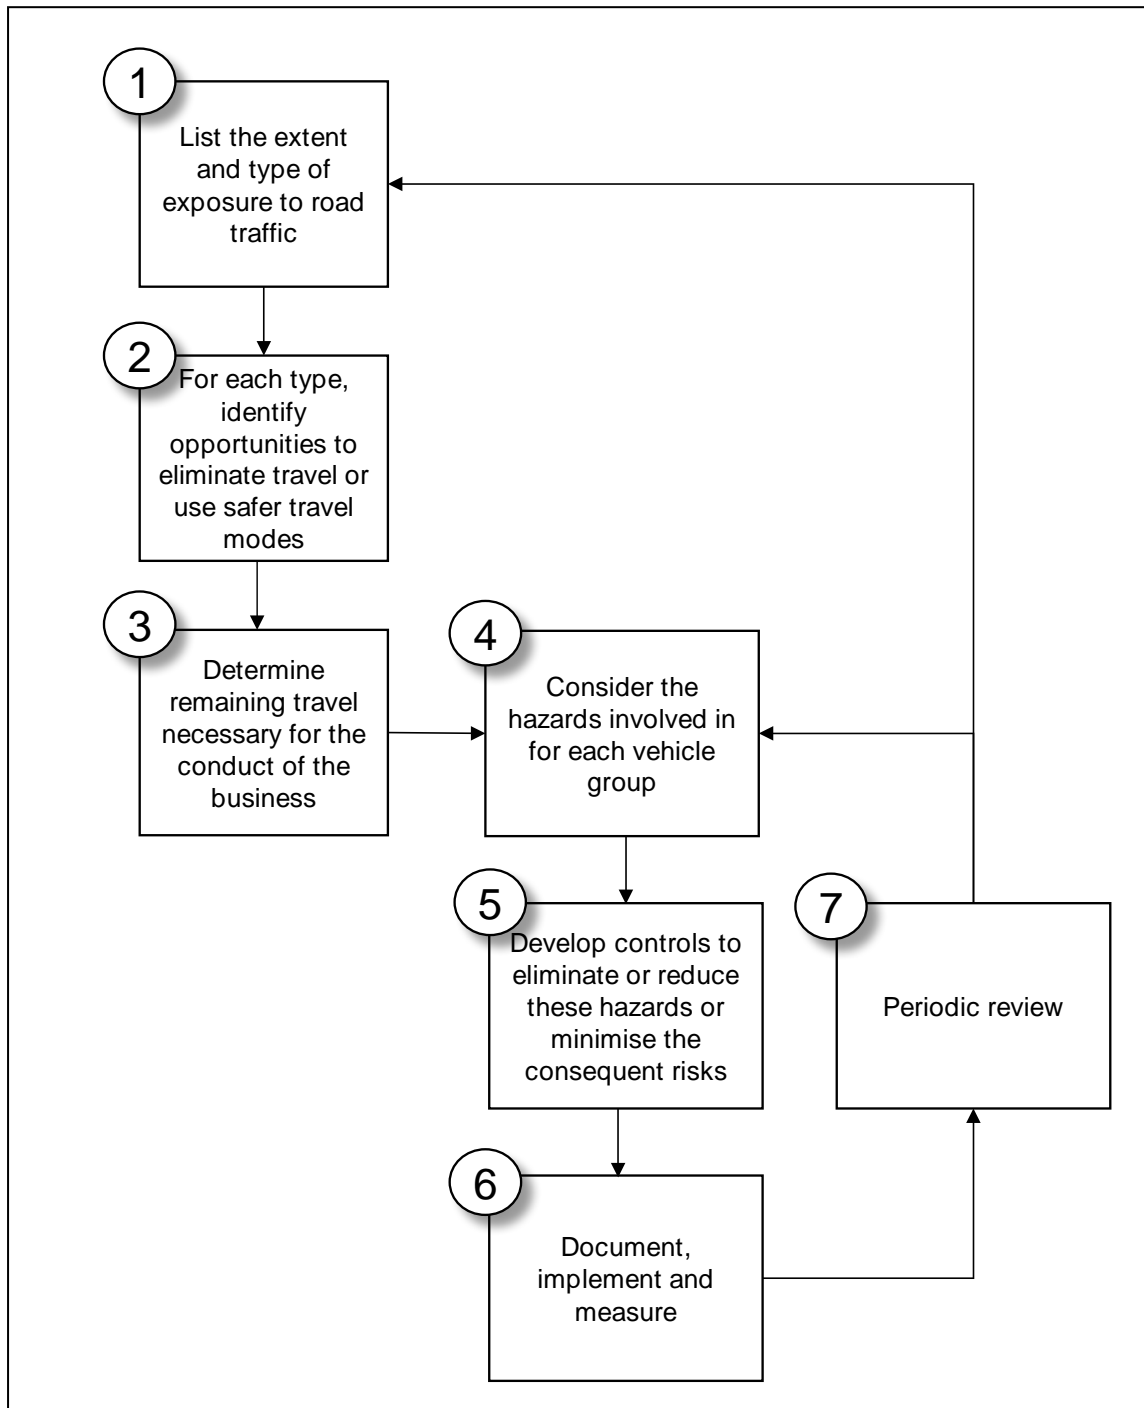 1
List the extent
and type of
exposure to road
traffic
2
For each type,
identify
opportunities to
eliminate travel or
use safer travel
modes
3
Determine
remaining travel
necessary for the
conduct of the
business
4
Consider the
hazards involved in
for each vehicle
group
5
Develop controls to
eliminate or reduce
these hazards or
minimise the
consequent risks
6
Document,
implement and
measure
7
Periodic review